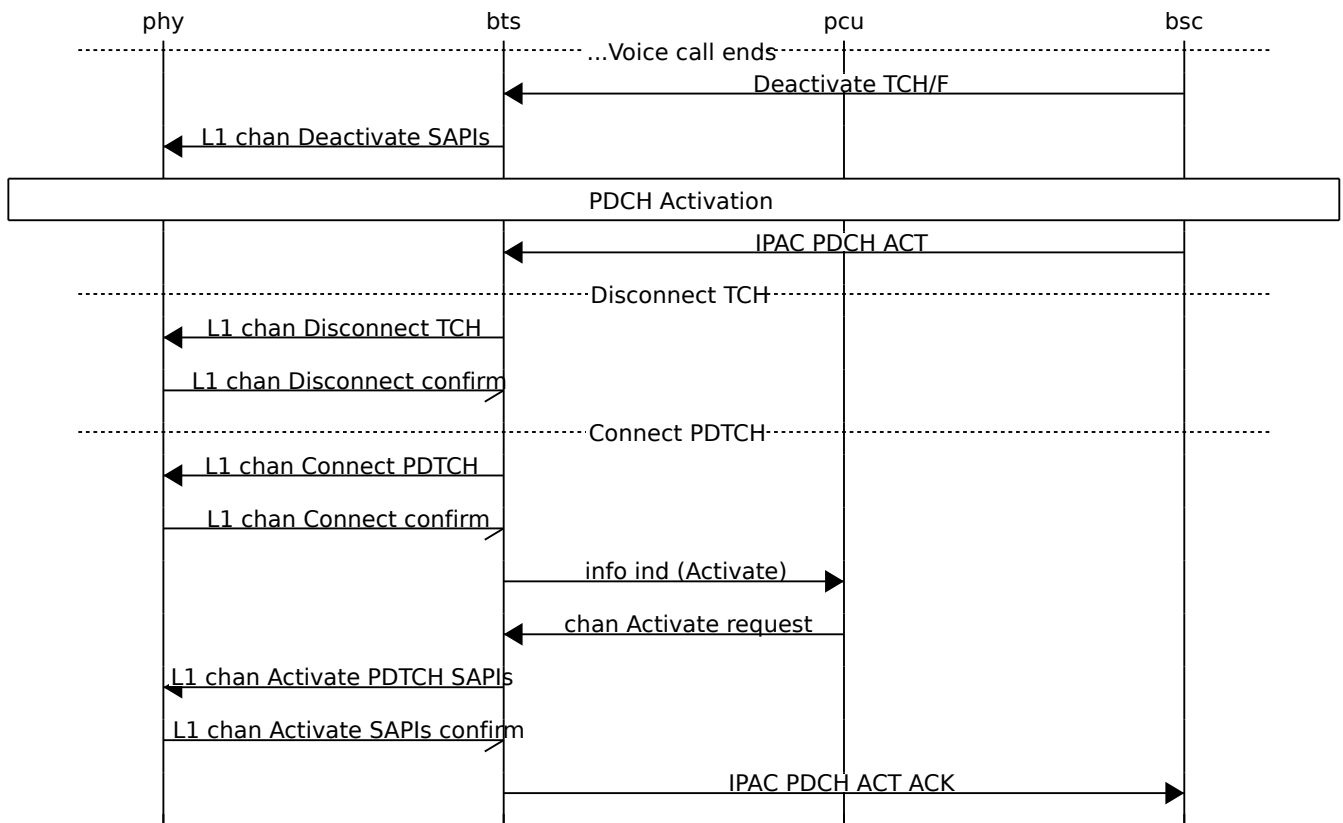 phy bts pcu bsc
...Voice call ends
Deactivate TCH/F
L1 chan Deactivate SAPIs
PDCH Activation
IPAC PDCH ACT
Disconnect TCH
L1 chan Disconnect TCH
L1 chan Disconnect confirm
Connect PDTCH
L1 chan Connect PDTCH
L1 chan Connect confirm
info ind (Activate)
chan Activate request
L1 chan Activate PDTCH SAPIs
L1 chan Activate SAPIs confirm
IPAC PDCH ACT ACK